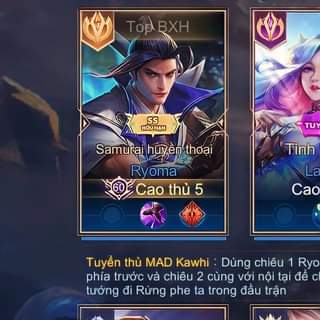 Top BXH
SS
HỮU HẠN
TUY
Samurai huyền thoại
Tinh
Ryoma
La
60
Cao thủ 5
Cao
Tuyển thủ MAD Kawhi : Dùng chiêu 1 Ryo
phía trước và chiêu 2 cùng với nội tại để c
tướng đi Rừng phe ta trong đầu trận